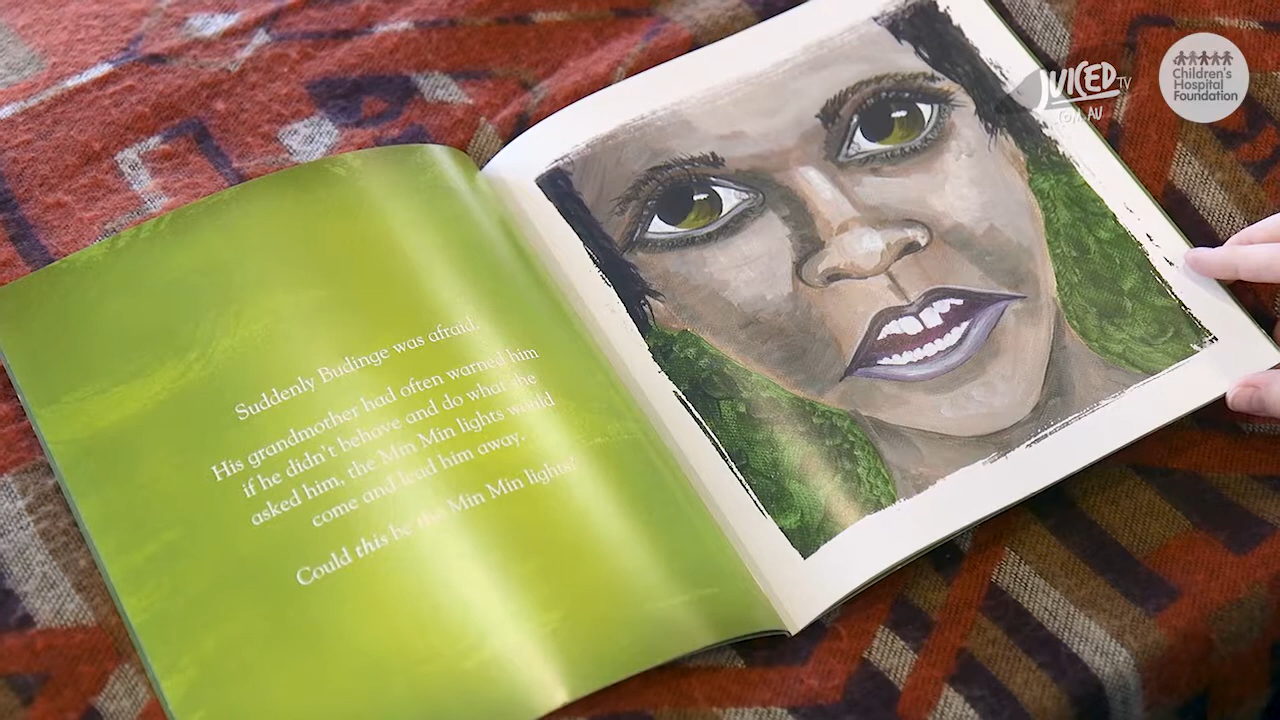 Suddenly Budinge was afraid.
His grandmother had often warned him
if he didn't behave and do what she
asked him, the Min Min lights would
come and lead him away.
Could this be the Min Min lights?
JUICED TV
.COM.AU
Children's
Hospital
Foundation